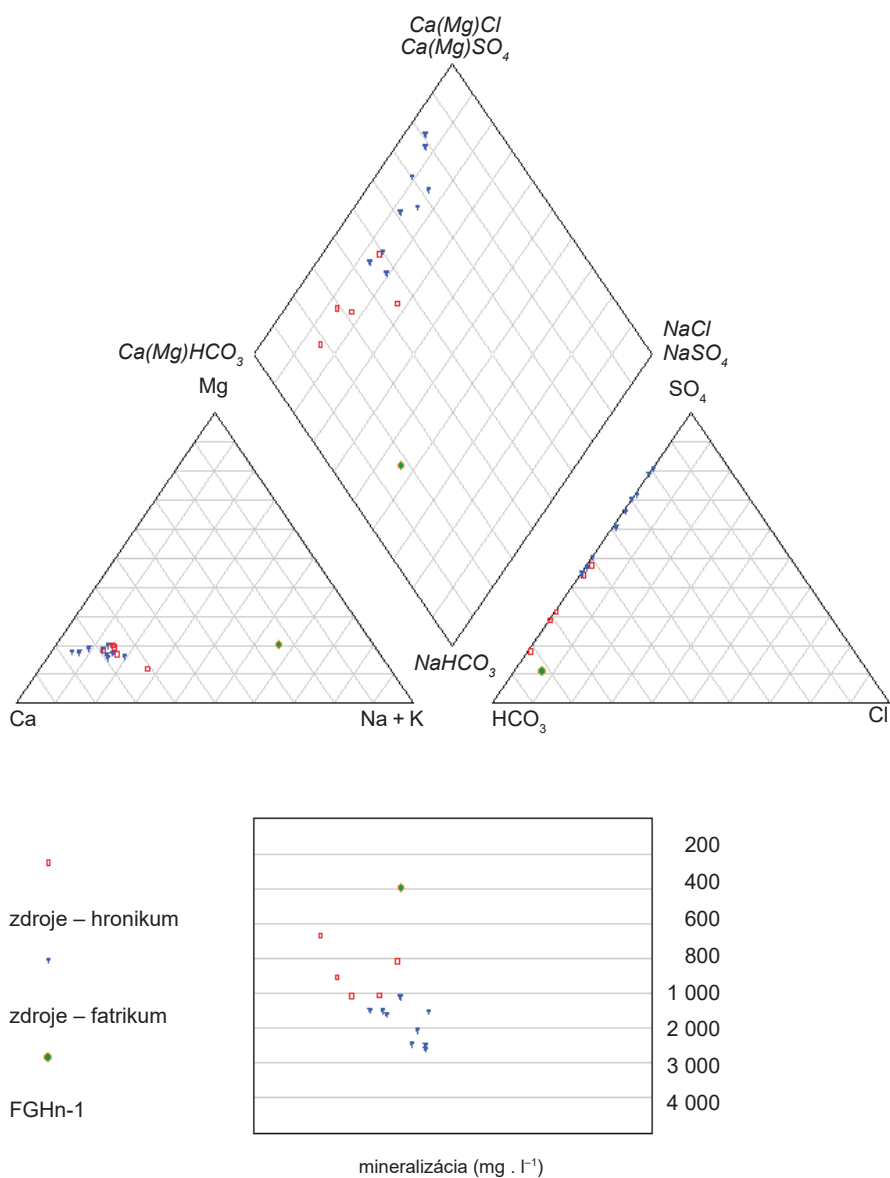 Ca(Mg)Cl
Ca(Mg)SO₄
Ca(Mg)HCO₃
NaCl
NaSO₄
Mg
SO₄
NaHCO₃
Ca
Na + K
HCO₃
Cl
zdroje – hronikum
zdroje – fatrikum
FGHn-1
200
400
600
800
1 000
2 000
3 000
4 000
mineralizácia (mg . l⁻¹)